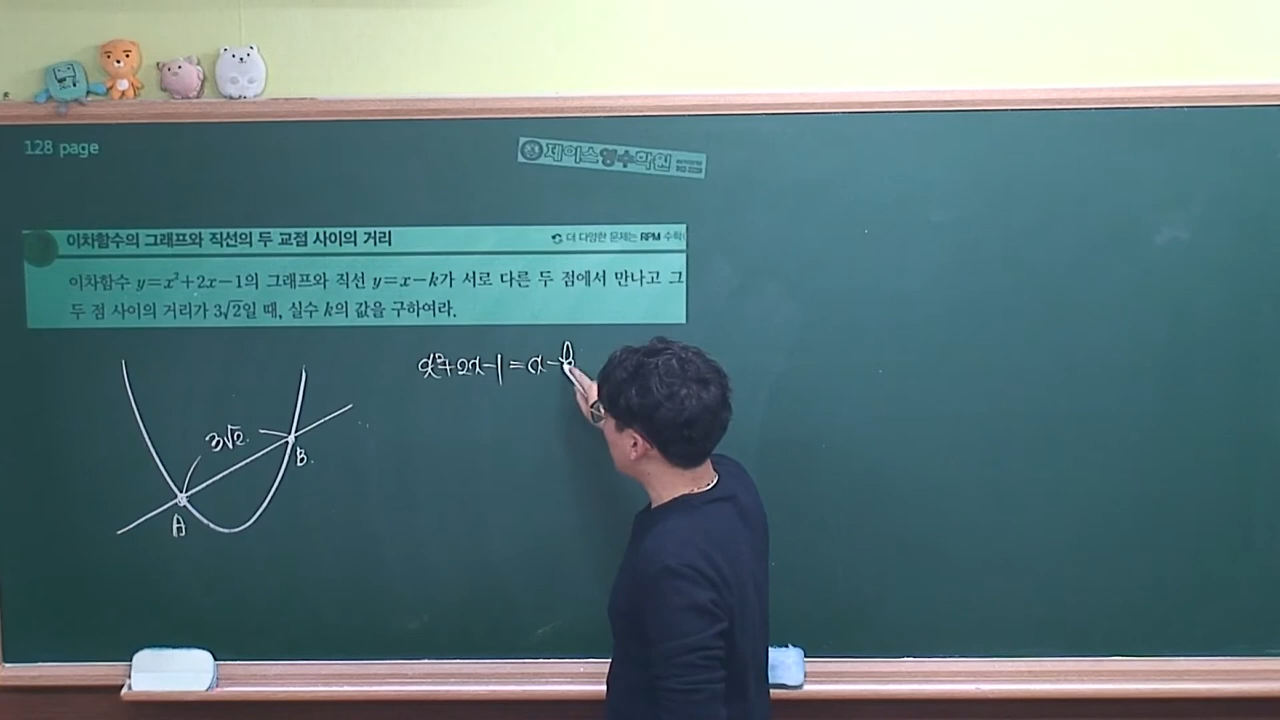 128 page
제이스영수학원
이차함수의 그래프와 직선의 두 교점 사이의 거리
더 다양한 문제는 RPM 수학(
이차함수 y=x²+2x-1의 그래프와 직선 y=x-k가 서로 다른 두 점에서 만나고 그
두 점 사이의 거리가 3√2일 때, 실수 k의 값을 구하여라.
x²+2x-1=x-k
3√2
B
A